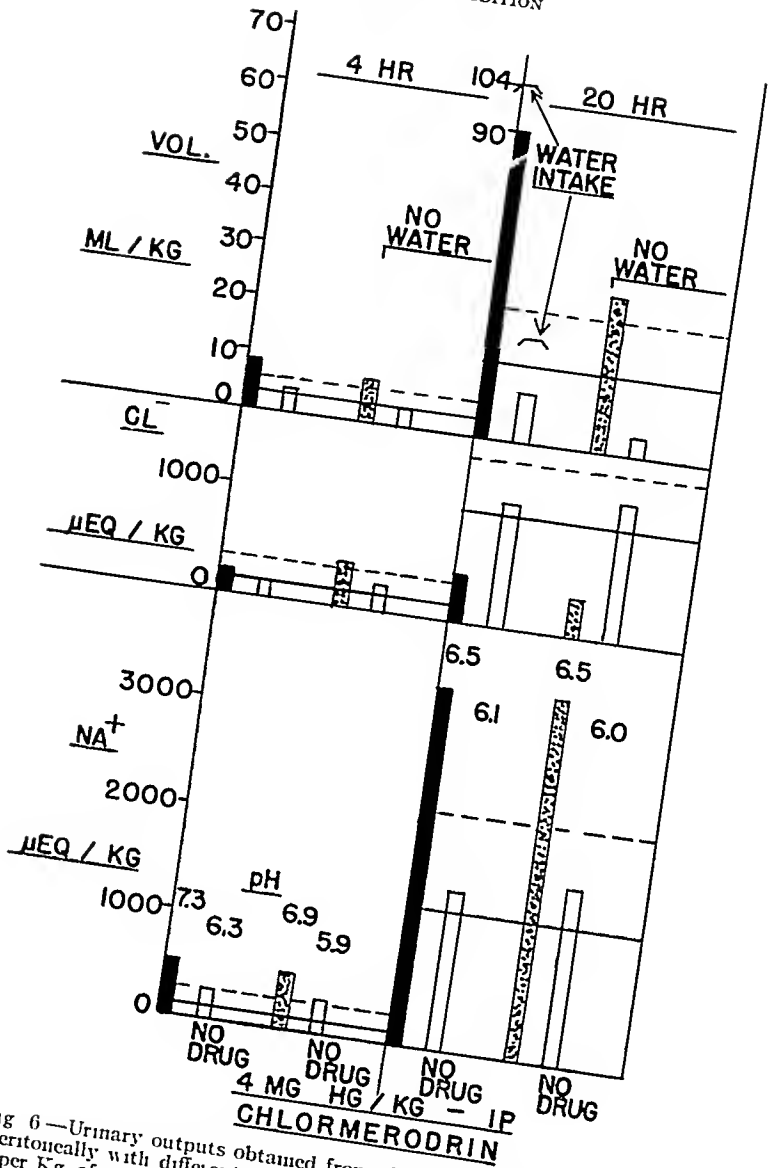 70
60
50
40
30
20
10
0
VOL.
ML / KG
4 HR
NO
WATER
104
90
20 HR
WATER
INTAKE
NO
WATER
CL⁻
1000
µEQ / KG
0
6.5
6.5
6.1
6.0
3000
NA⁺
2000
µEQ / KG
1000
7.3
pH
6.3
6.9
5.9
0
NO
DRUG
NO
DRUG
NO
DRUG
NO
DRUG
4 MG HG / KG – IP
CHLORMERODRIN
6—Urinary outputs obtained
with
per Kg